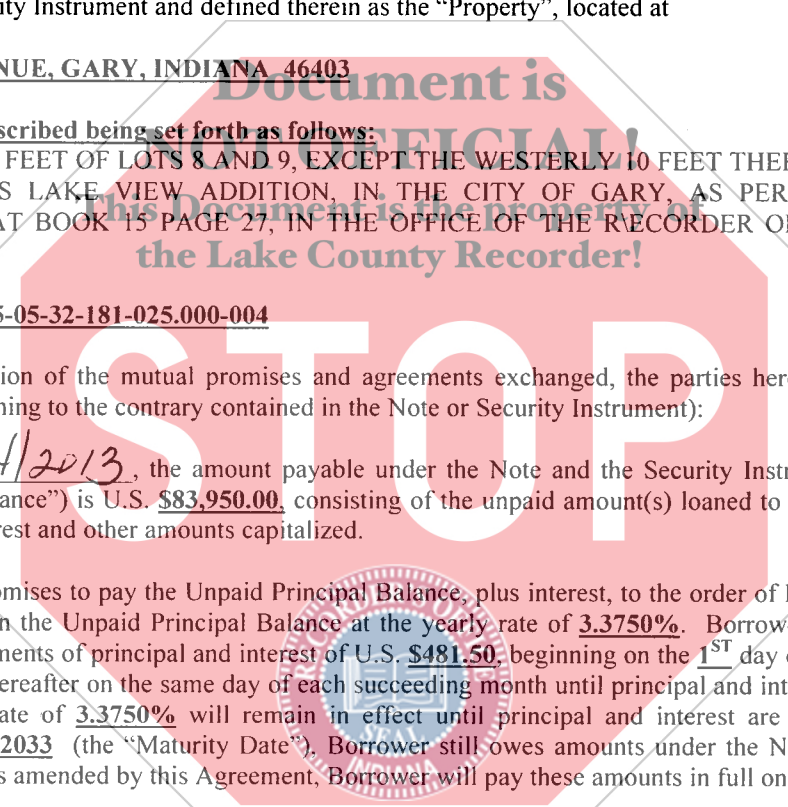 ity Instrument and defined therein as the “Property”, located at
NUE, GARY, INDIANA 46403
Document is
scribed being set forth as follows:
NOT OFFICIAL!
FEET OF LOTS 8 AND 9, EXCEPT THE WESTERLY 10 FEET THE
S LAKE VIEW ADDITION, IN THE CITY OF GARY, AS PER
This Document is the property of
AT BOOK 15 PAGE 27, IN THE OFFICE OF THE R\ECORDER O
the Lake County Recorder!
-05-32-181-025.000-004
STOP
ion of the mutual promises and agreements exchanged, the parties her
ning to the contrary contained in the Note or Security Instrument):
/2013, the amount payable under the Note and the Security Instr
ance”) is U.S. $83,950.00, consisting of the unpaid amount(s) loaned to
rest and other amounts capitalized.
omises to pay the Unpaid Principal Balance, plus interest, to the order of
n the Unpaid Principal Balance at the yearly rate of 3.3750%. Borrow
ments of principal and interest of U.S. $481.50, beginning on the 1ST day
ereafter on the same day of each succeeding month until principal and int
ate of 3.3750% will remain in effect until principal and interest are
2033 (the “Maturity Date”). Borrower still owes amounts under the N
s amended by this Agreement, Borrower will pay these amounts in full on
RECORDER OF
SEAL
INDIANA